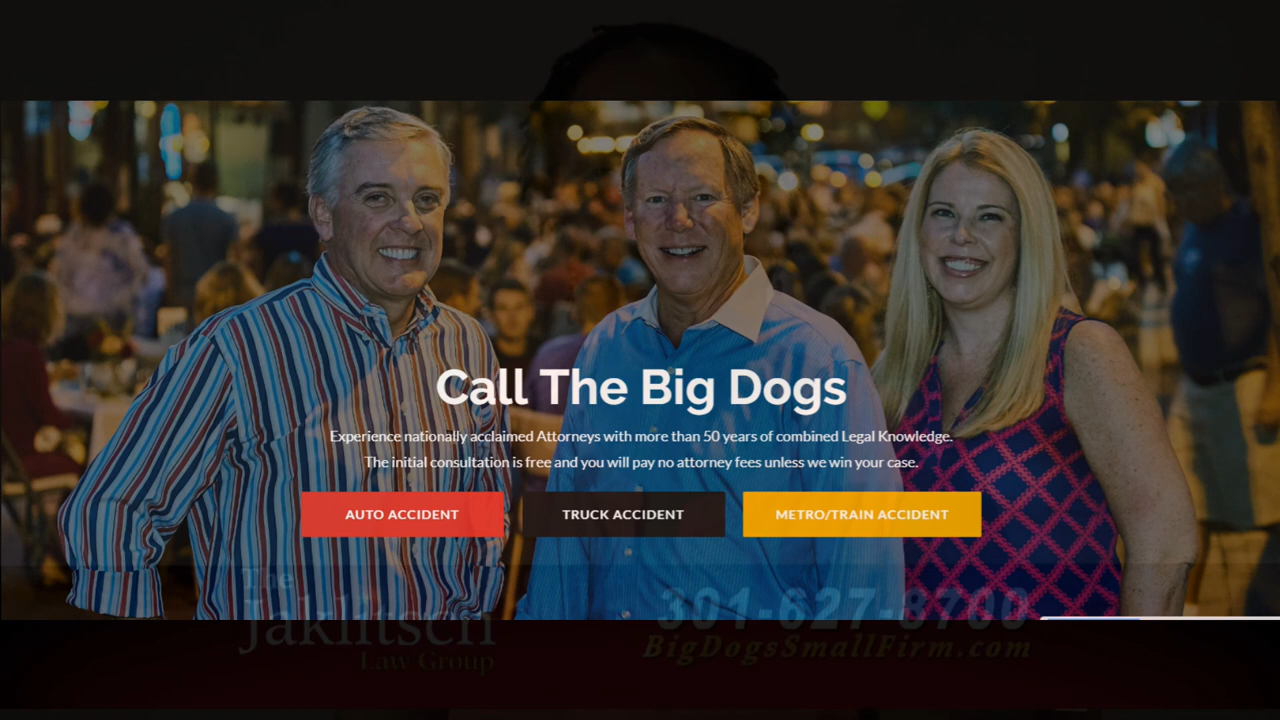 Call The Big Dogs
Experience nationally acclaimed Attorneys with more than 50 years of combined Legal Knowledge.
The initial consultation is free and you will pay no attorney fees unless we win your case.
AUTO ACCIDENT
TRUCK ACCIDENT
METRO/TRAIN ACCIDENT
The
Jaklitsch
Law Group
301-627-8700
BigDogsSmallFirm.com